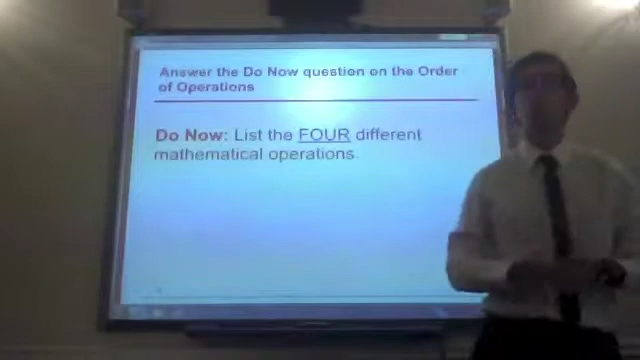 Answer the Do Now question on the Order
of Operations
Do Now: List the FOUR different
mathematical operations.